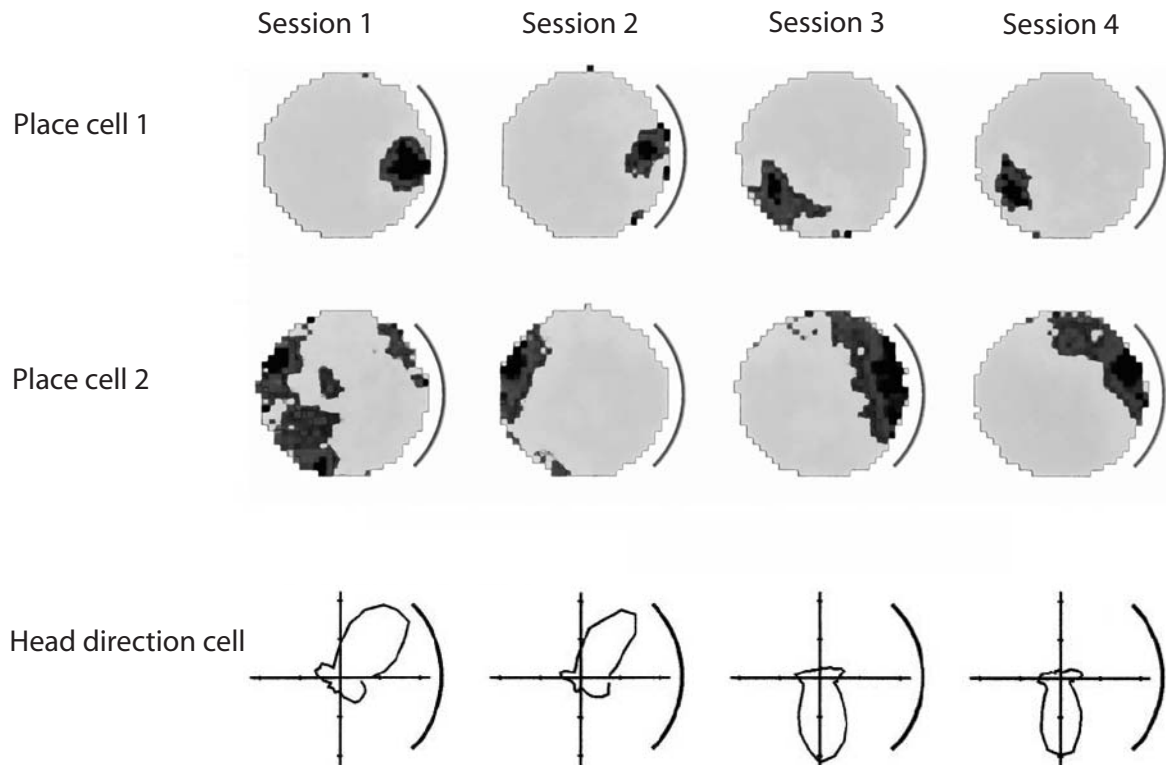 Session 1 Session 2 Session 3 Session 4
Place cell 1
Place cell 2
Head direction cell